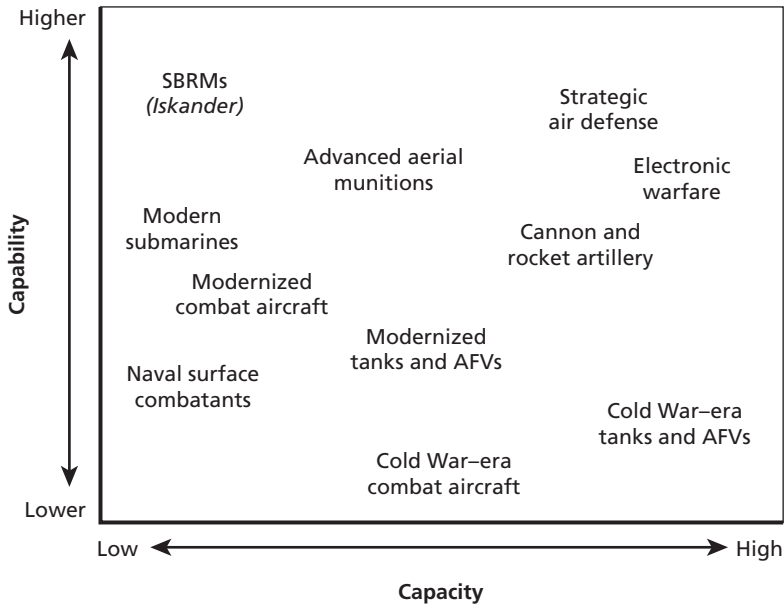 Higher
SBRMs
(Iskander)
Strategic
air defense
Advanced aerial
munitions
Electronic
warfare
Modern
submarines
Cannon and
rocket artillery
Capability
Modernized
combat aircraft
Modernized
tanks and AFVs
Naval surface
combatants
Cold War–era
tanks and AFVs
Cold War–era
combat aircraft
Lower
Low
High
Capacity